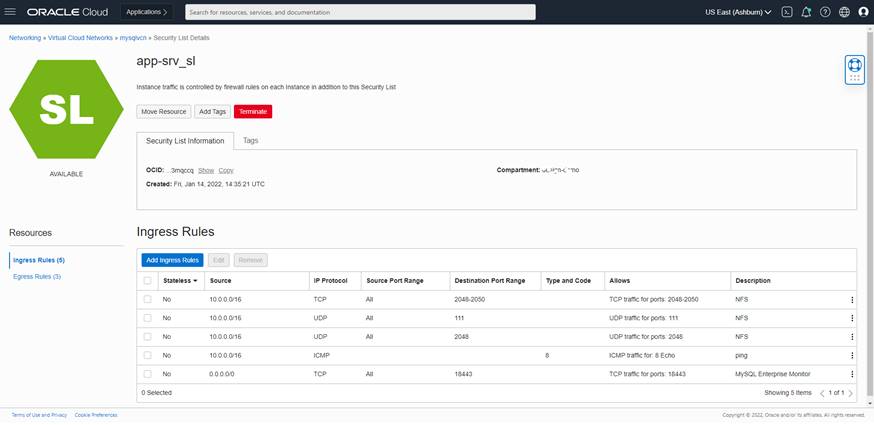 ORACLE Cloud Applications > Search for resources, services, and documentation US East (Ashburn)
Networking » Virtual Cloud Networks » mysqlvcn » Security List Details
SL
AVAILABLE
app-srv_sl
Instance traffic is controlled by firewall rules on each Instance in addition to this Security List
Move Resource Add Tags Terminate
Security List Information Tags
OCID: ...3mqccq Show Copy Compartment:
Created: Fri, Jan 14, 2022, 14:35:21 UTC
Resources
Ingress Rules (5)
Egress Rules (3)
Ingress Rules
Add Ingress Rules Edit Remove
Stateless Source IP Protocol Source Port Range Destination Port Range Type and Code Allows Description
No 10.0.0.0/16 TCP All 2048-2050 TCP traffic for ports: 2048-2050 NFS
No 10.0.0.0/16 UDP All 111 UDP traffic for ports: 111 NFS
No 10.0.0.0/16 UDP All 2048 UDP traffic for ports: 2048 NFS
No 10.0.0.0/16 ICMP 8 ICMP traffic for: 8 Echo ping
No 0.0.0.0/0 TCP All 18443 TCP traffic for ports: 18443 MySQL Enterprise Monitor
0 Selected Showing 5 Items < 1 of 1 >
Terms of Use and Privacy Cookie Preferences Copyright © 2022, Oracle and/or its affiliates. All rights reserved.